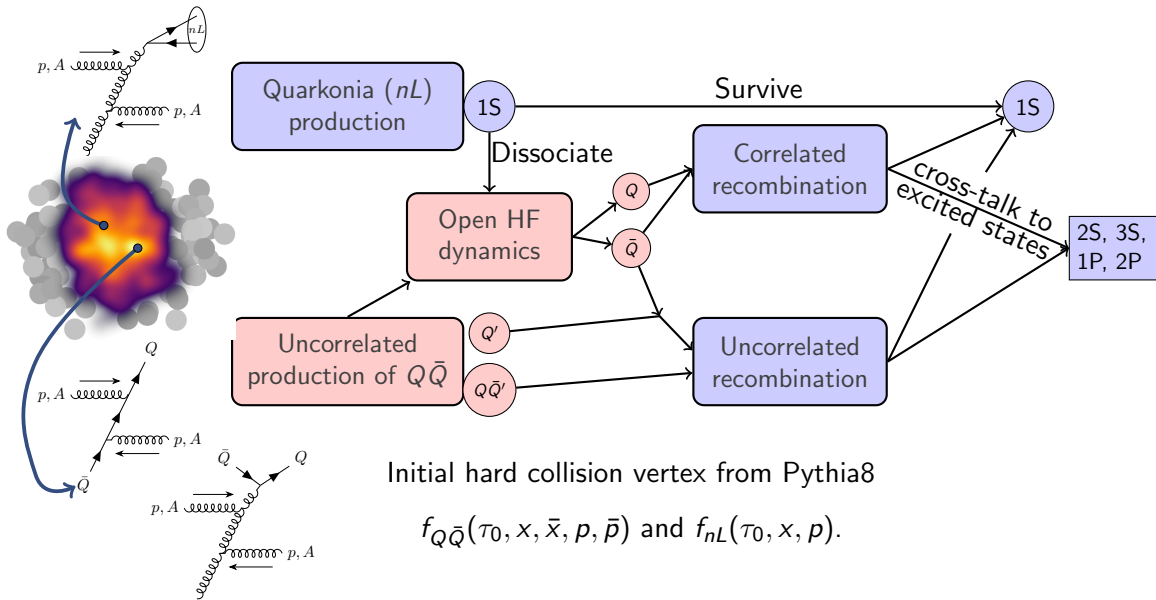 nL
p, A
p, A
Quarkonia (nL)
production
1S
Survive
1S
Dissociate
Correlated
recombination
Q
Open HF
dynamics
Q̄
cross-talk to
excited states
2S, 3S,
1P, 2P
Uncorrelated
production of QQ̄
Q′
QQ̄′
Uncorrelated
recombination
Q
p, A
p, A
Q̄
Q̄
Q
p, A
p, A
Initial hard collision vertex from Pythia8
f_{QQ̄}(τ₀, x, x̄, p, p̄) and f_{nL}(τ₀, x, p).